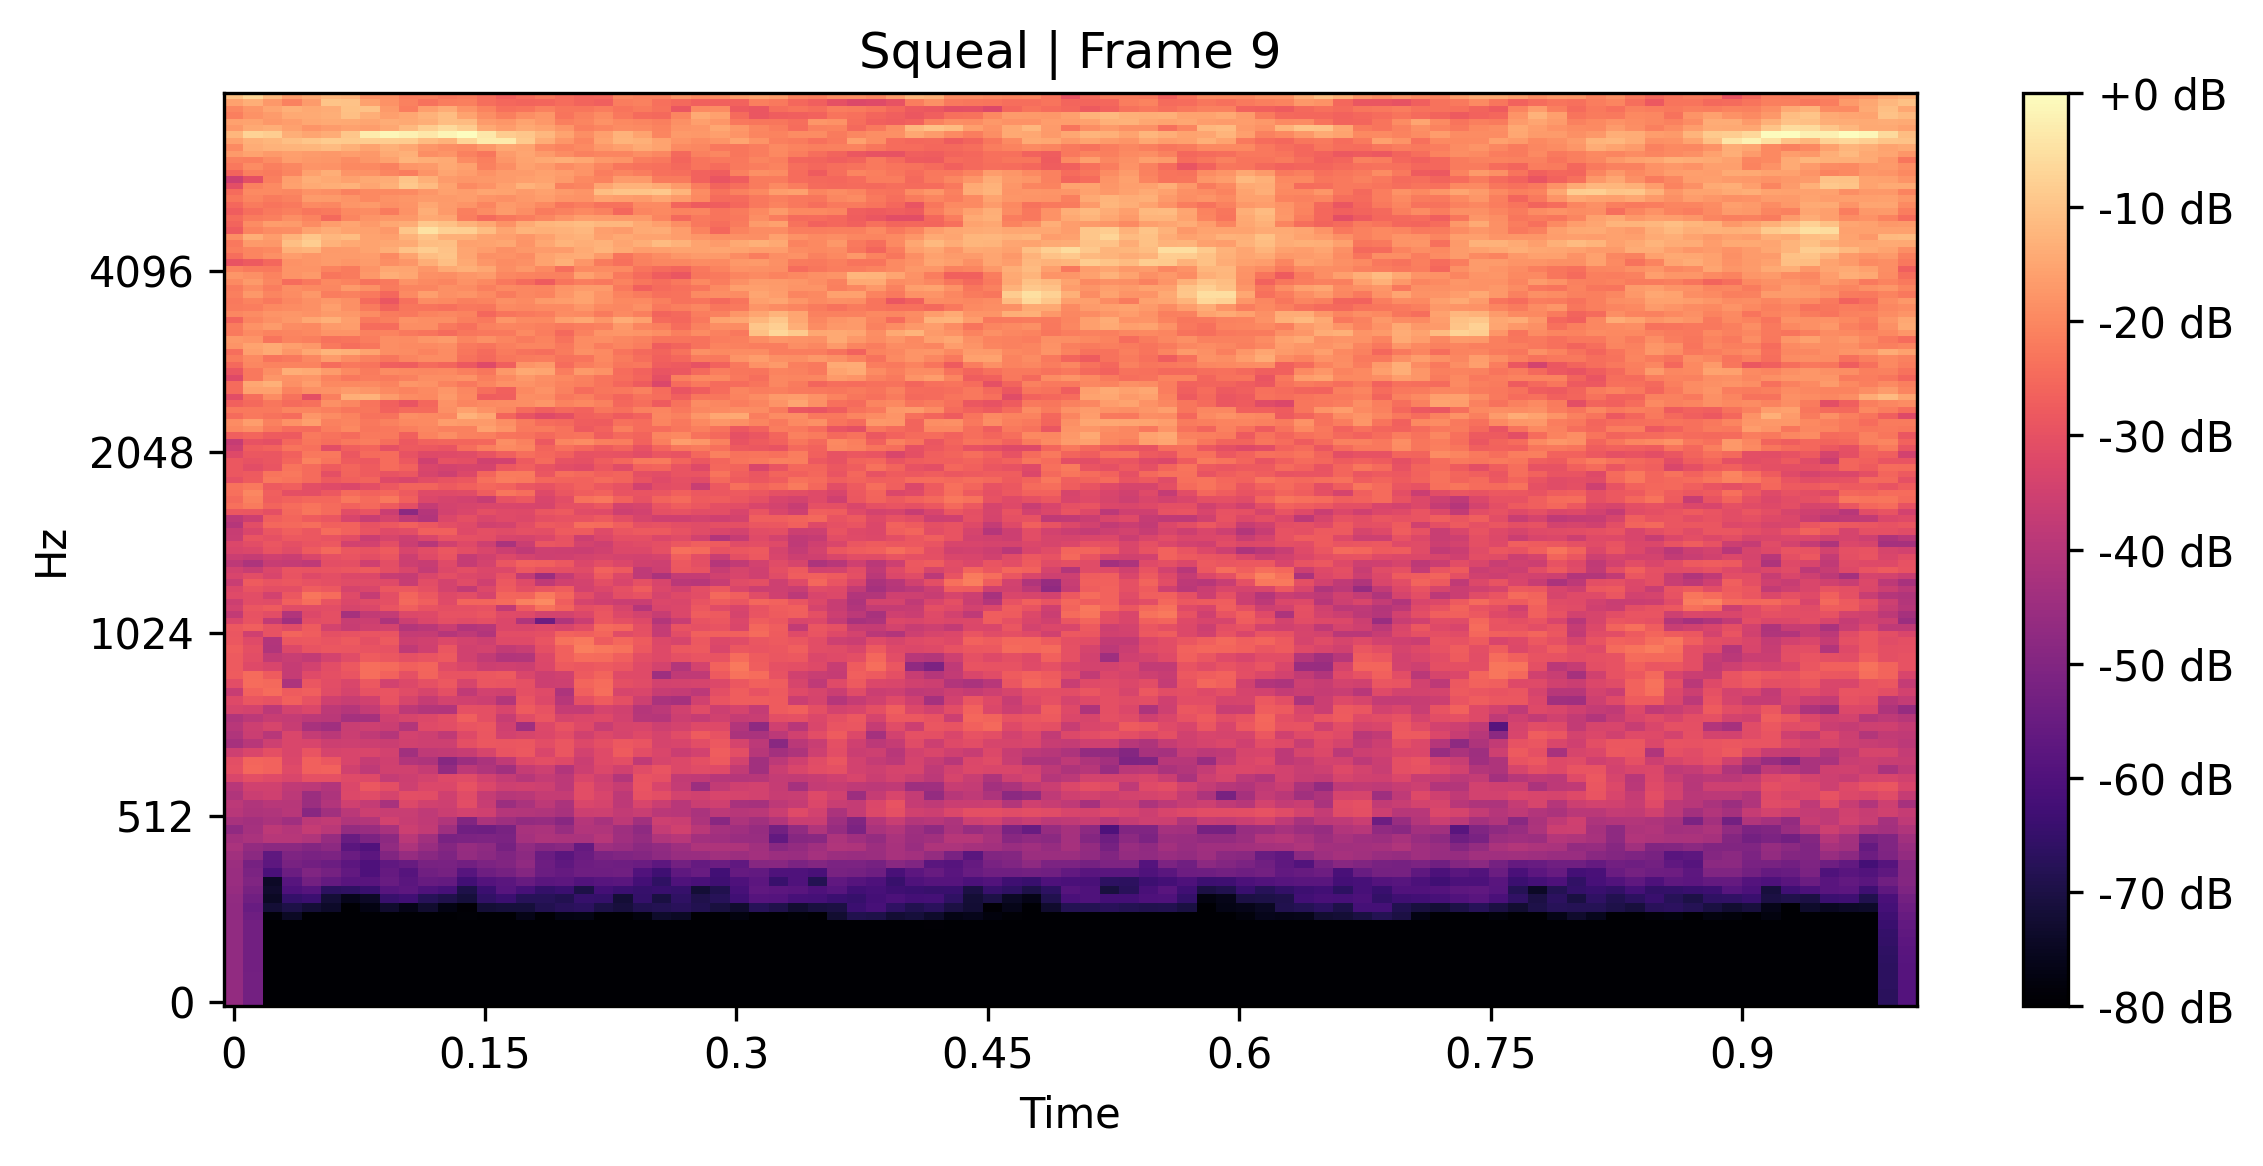 Squeal | Frame 9
+0 dB
-10 dB
-20 dB
-30 dB
-40 dB
-50 dB
-60 dB
-70 dB
-80 dB
Hz
4096
2048
1024
512
0
0 0.15 0.3 0.45 0.6 0.75 0.9
Time